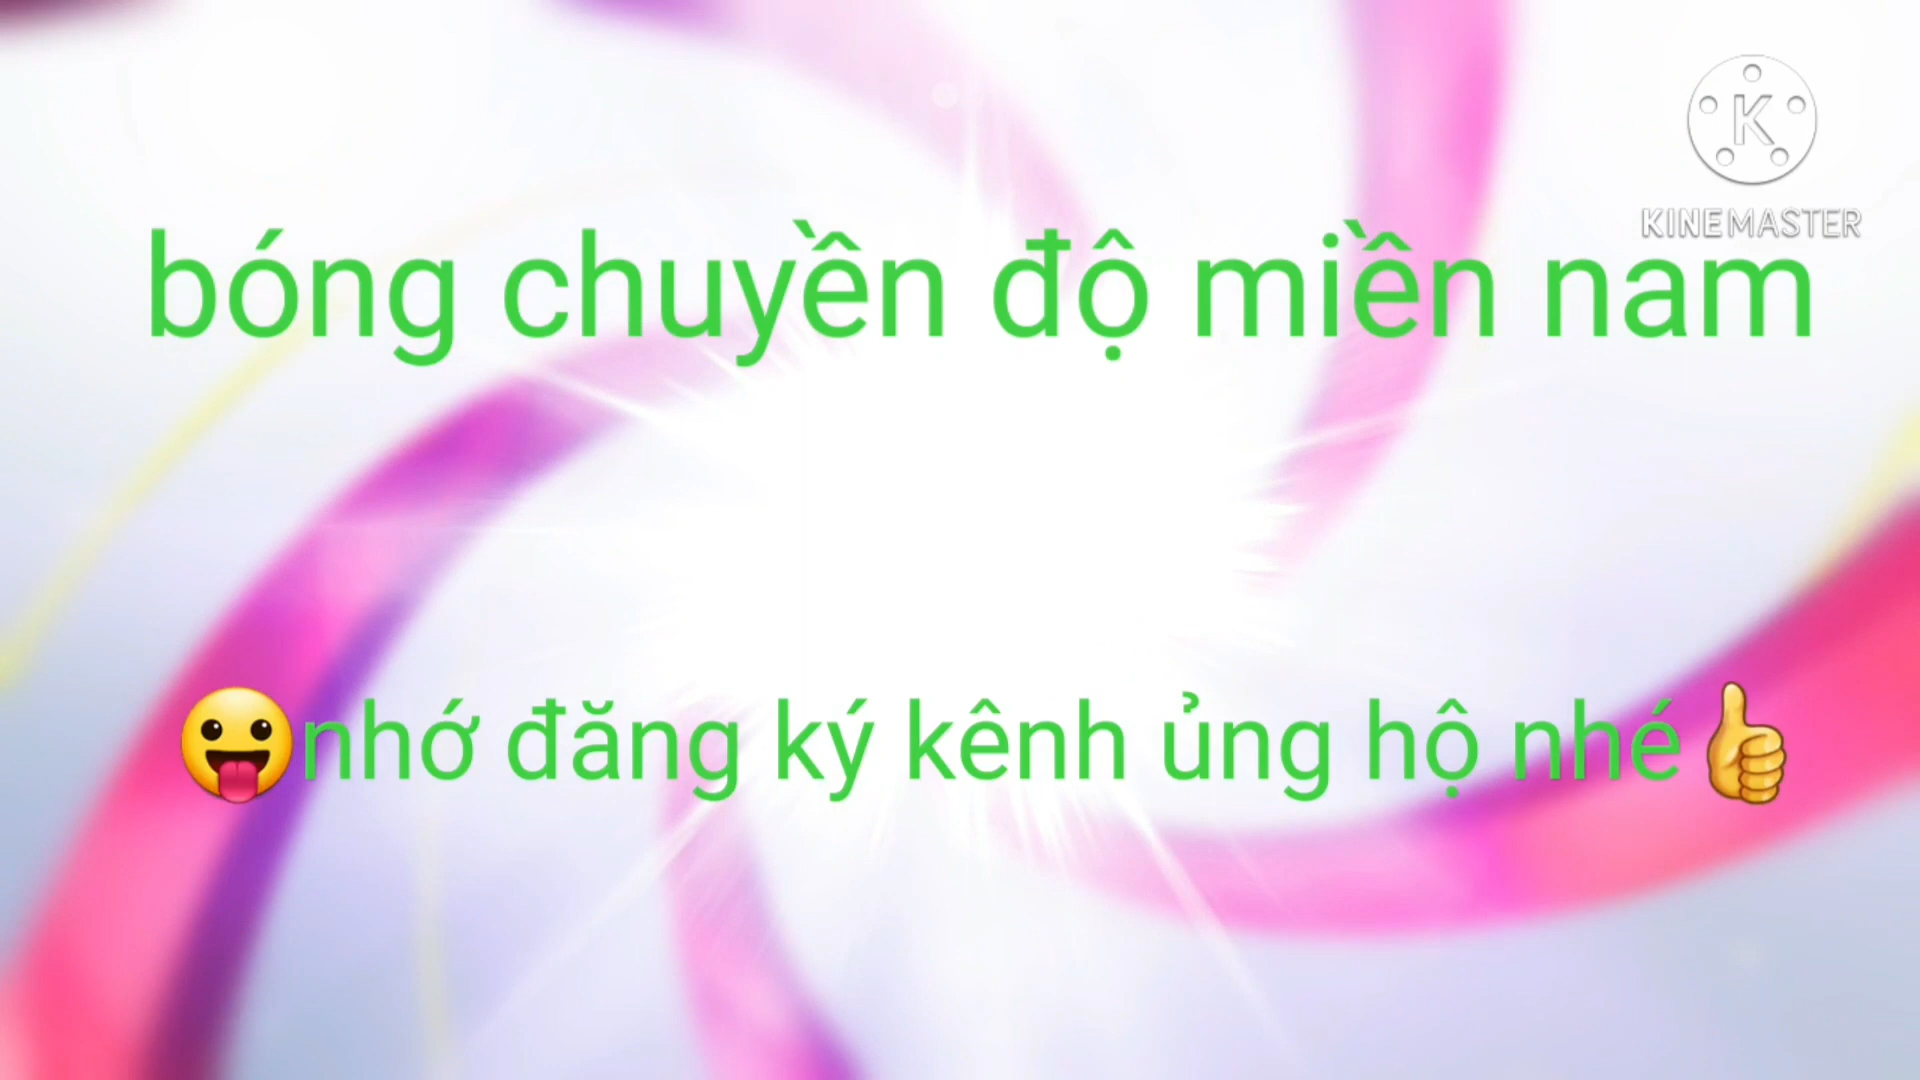 K
KINEMASTER
bóng chuyền độ miền nam
😛nhớ đăng ký kênh ủng hộ nhé👍